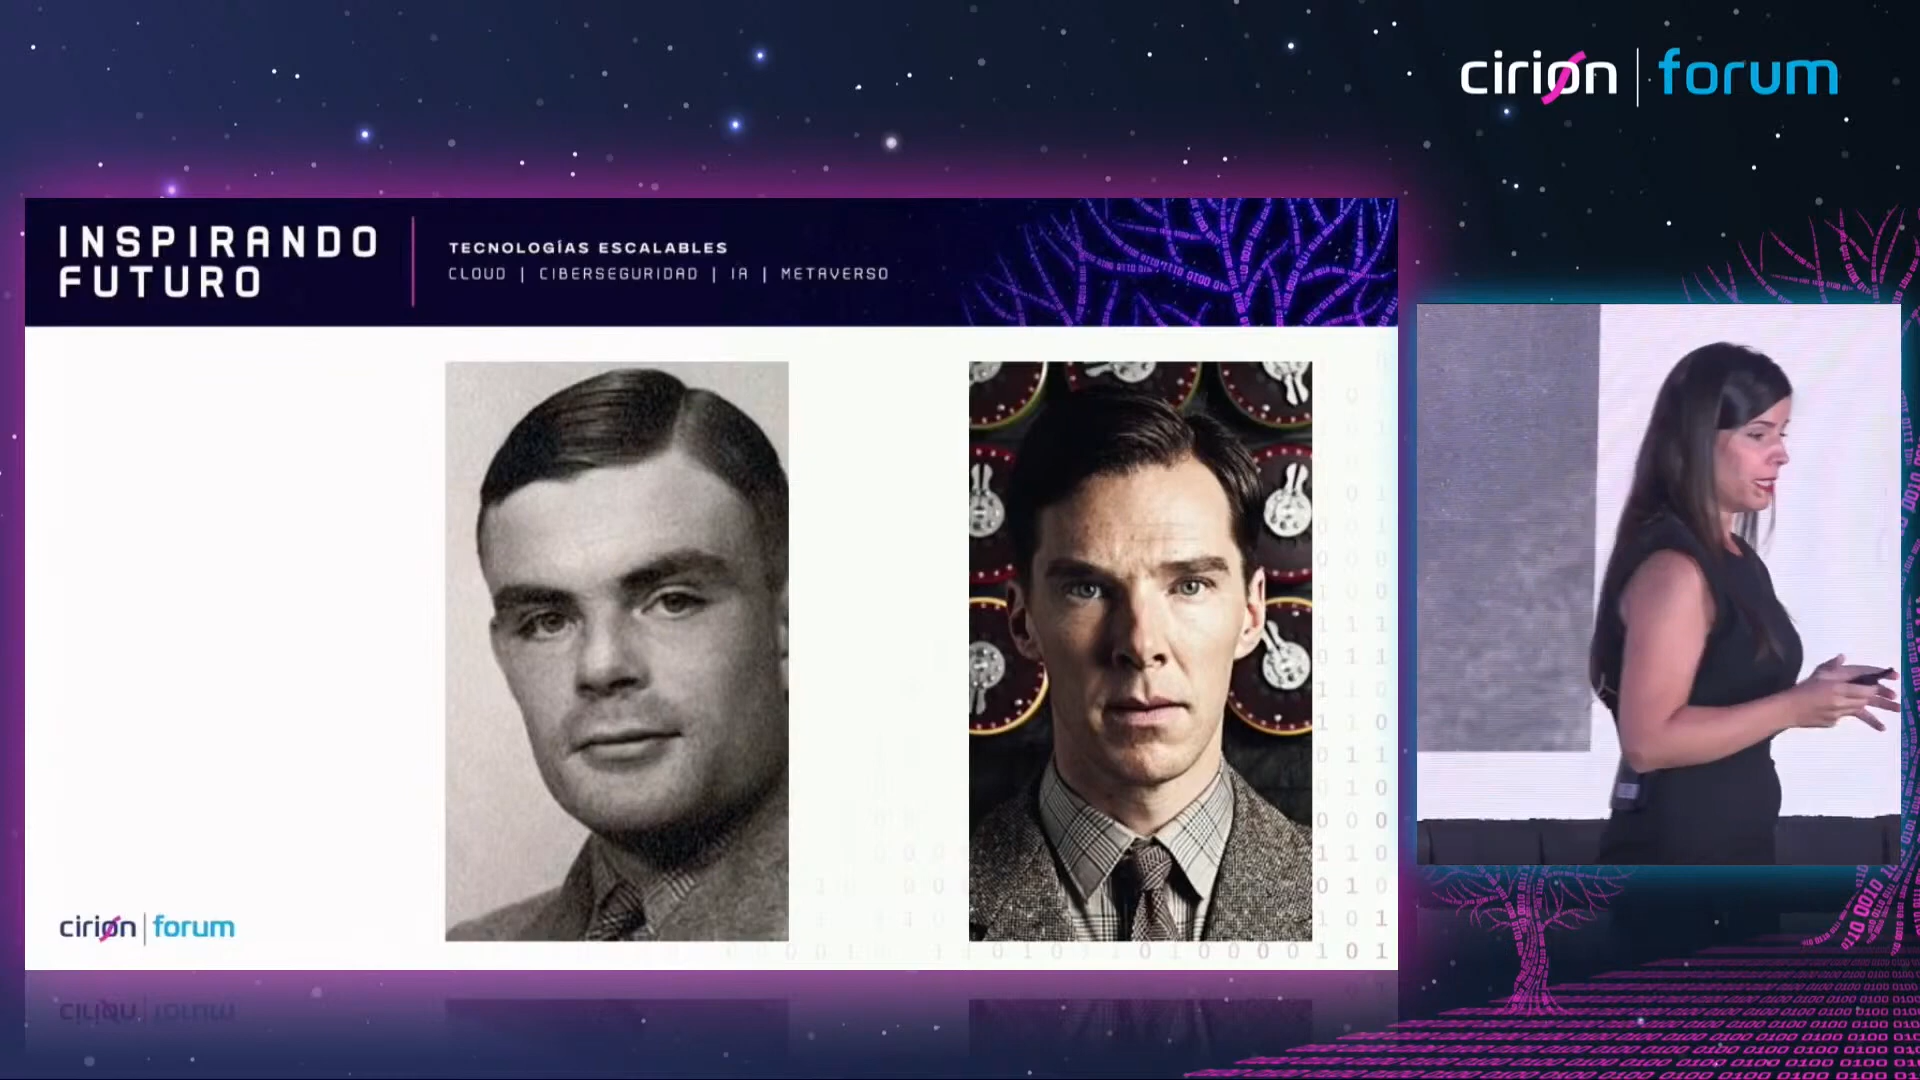 cirion | forum
INSPIRANDO
FUTURO
TECNOLOGÍAS ESCALABLES
CLOUD | CIBERSEGURIDAD | IA | METAVERSO
cirion | forum